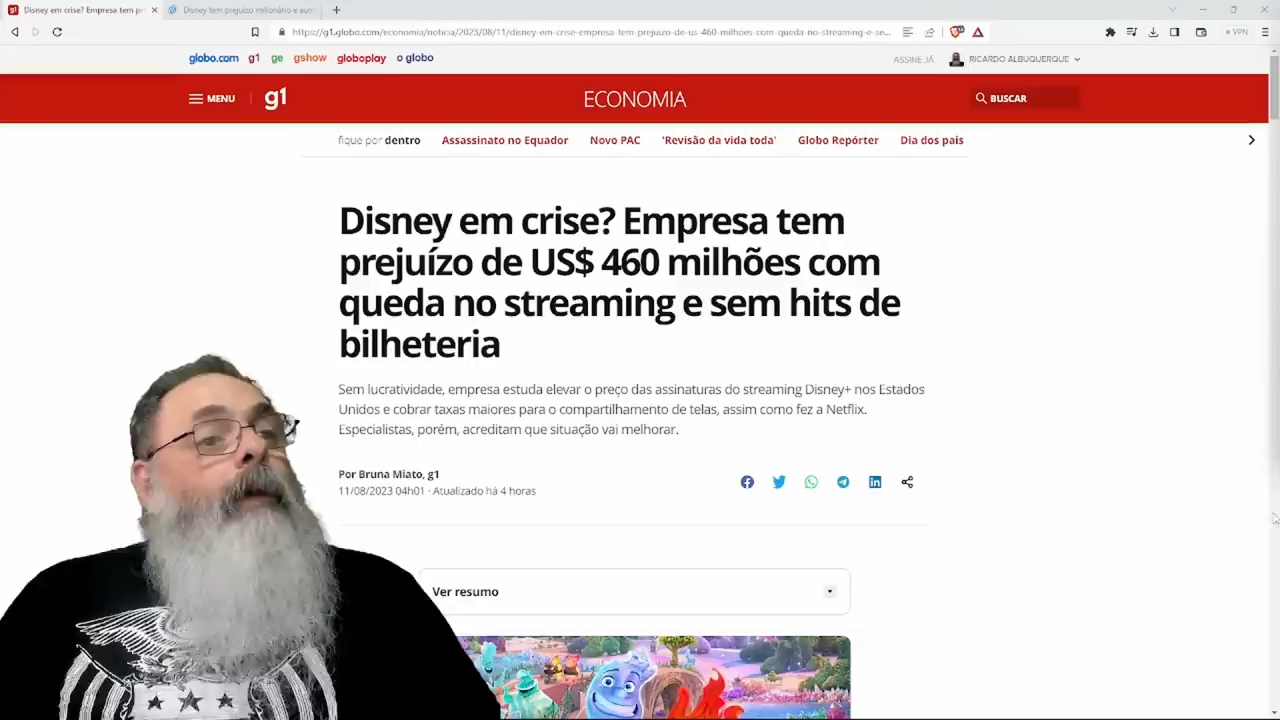 Disney em crise? Empresa tem pr
Disney tem prejuízo milionário e aum
https://g1.globo.com/economia/noticia/2023/08/11/disney-em-crise-empresa-tem-prejuizo-de-us-460-milhoes-com-queda-no-streaming-e-se...
VPN
globo.com g1 ge gshow globoplay o globo
ASSINE JÁ RICARDO ALBUQUERQUE
MENU g1 ECONOMIA BUSCAR
fique por dentro Assassinato no Equador Novo PAC 'Revisão da vida toda' Globo Repórter Dia dos pais
Disney em crise? Empresa tem
prejuízo de US$ 460 milhões com
queda no streaming e sem hits de
bilheteria
Sem lucratividade, empresa estuda elevar o preço das assinaturas do streaming Disney+ nos Estados
Unidos e cobrar taxas maiores para o compartilhamento de telas, assim como fez a Netflix.
Especialistas, porém, acreditam que situação vai melhorar.
Por Bruna Miato, g1
11/08/2023 04h01 · Atualizado há 4 horas
Ver resumo